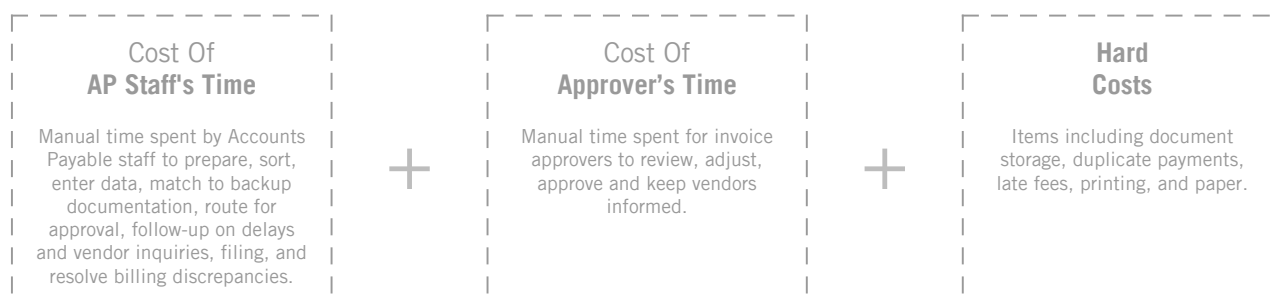 Cost Of
AP Staff's Time
Manual time spent by Accounts
Payable staff to prepare, sort,
enter data, match to backup
documentation, route for
approval, follow-up on delays
and vendor inquiries, filing, and
resolve billing discrepancies.
+
Cost Of
Approver’s Time
Manual time spent for invoice
approvers to review, adjust,
approve and keep vendors
informed.
+
Hard
Costs
Items including document
storage, duplicate payments,
late fees, printing, and paper.